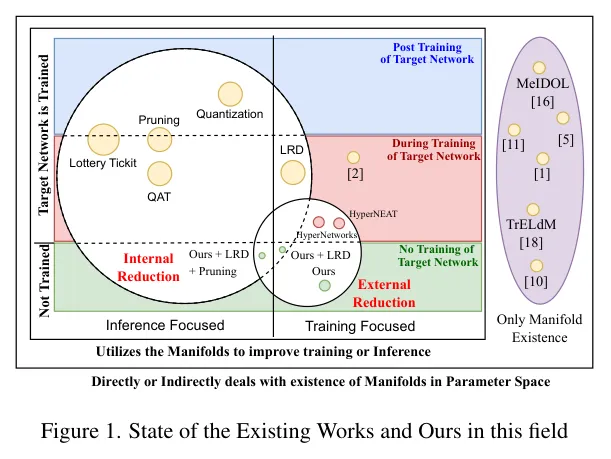 Target Network is Trained
Not Trained
Post Training
of Target Network
Quantization
Pruning
Lottery Tickit
QAT
During Training
of Target Network
LRD
[2]
HyperNEAT
HyperNetworks
No Training of
Target Network
Internal
Reduction
Ours + LRD
+ Pruning
Ours + LRD
Ours
External
Reduction
Inference Focused
Training Focused
Utilizes the Manifolds to improve training or Inference
MeIDOL
[16]
[11]
[5]
[1]
TrELdM
[18]
[10]
Only Manifold
Existence
Directly or Indirectly deals with existence of Manifolds in Parameter Space
Figure 1. State of the Existing Works and Ours in this field